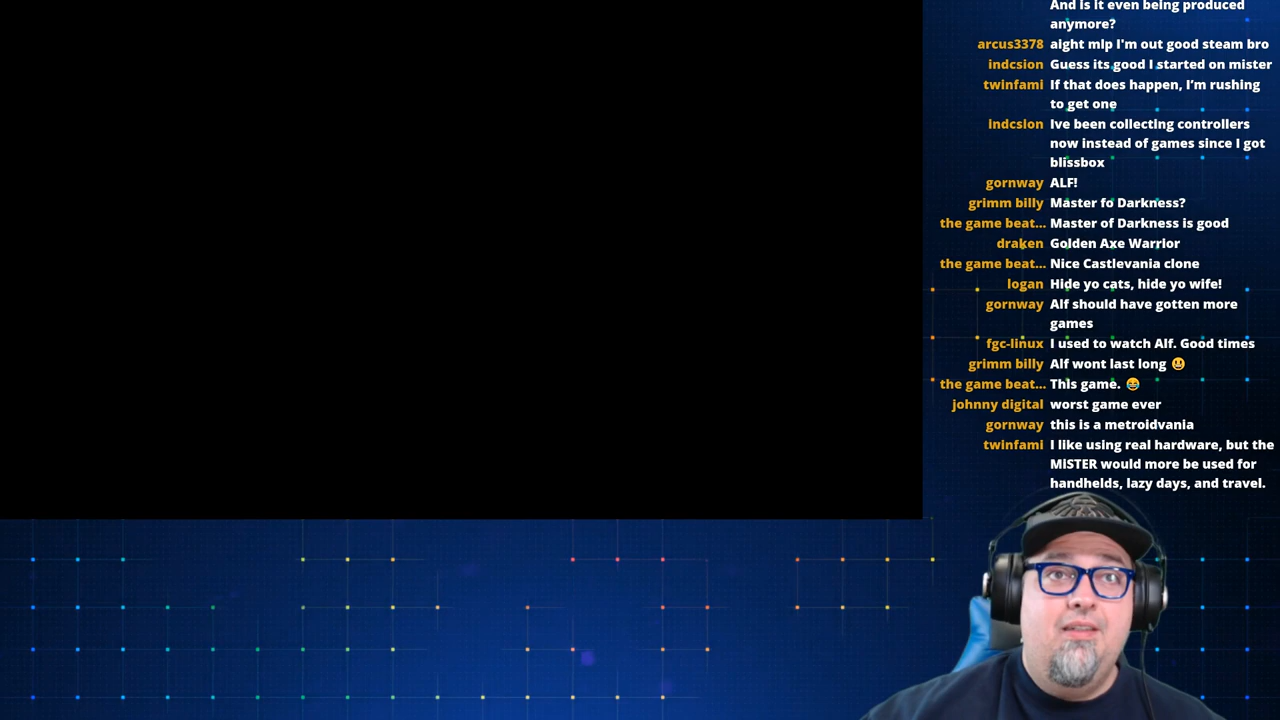 And is it even being produced
anymore?
arcus3378 aight mlp I'm out good steam bro
indcsion Guess its good I started on mister
twinfami If that does happen, I’m rushing
to get one
indcsion Ive been collecting controllers
now instead of games since I got
blissbox
gornway ALF!
grimm billy Master fo Darkness?
the game beat... Master of Darkness is good
draken Golden Axe Warrior
the game beat... Nice Castlevania clone
logan Hide yo cats, hide yo wife!
gornway Alf should have gotten more
games
fgc-linux I used to watch Alf. Good times
grimm billy Alf wont last long 😃
the game beat... This game. 😂
johnny digital worst game ever
gornway this is a metroidvania
twinfami I like using real hardware, but the
MiSTER would more be used for
handhelds, lazy days, and travel.